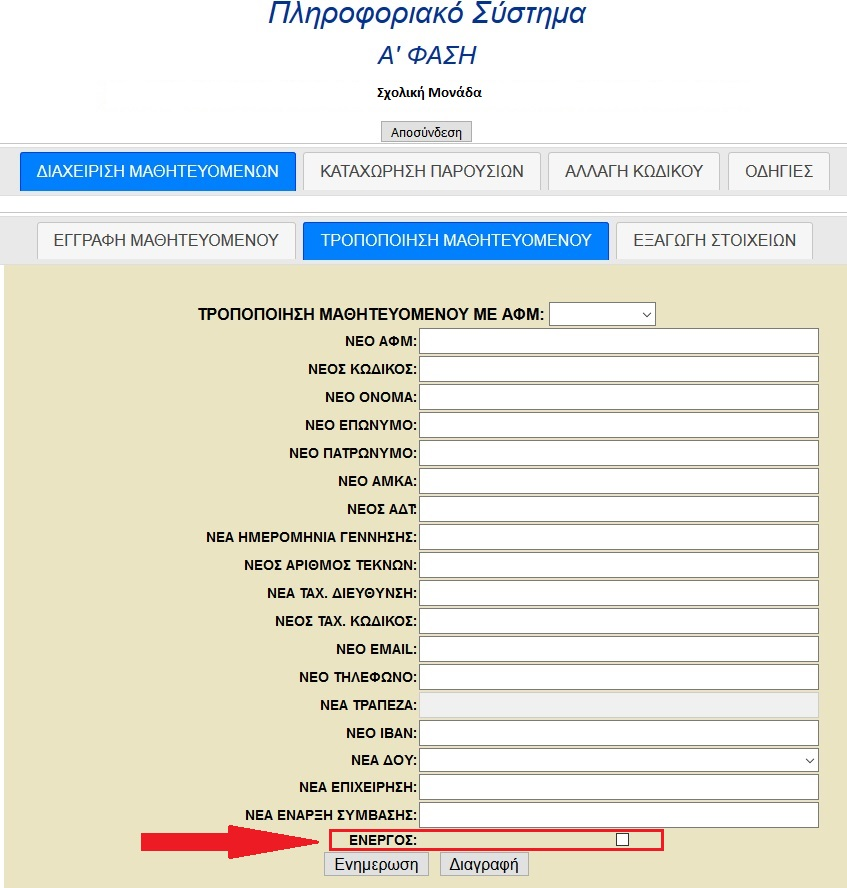 Πληροφοριακό Σύστημα
Α' ΦΑΣΗ
Σχολική Μονάδα
Αποσύνδεση
ΔΙΑΧΕΙΡΙΣΗ ΜΑΘΗΤΕΥΟΜΕΝΩΝ ΚΑΤΑΧΩΡΗΣΗ ΠΑΡΟΥΣΙΩΝ ΑΛΛΑΓΗ ΚΩΔΙΚΟΥ ΟΔΗΓΙΕΣ
ΕΓΓΡΑΦΗ ΜΑΘΗΤΕΥΟΜΕΝΟΥ ΤΡΟΠΟΠΟΙΗΣΗ ΜΑΘΗΤΕΥΟΜΕΝΟΥ ΕΞΑΓΩΓΗ ΣΤΟΙΧΕΙΩΝ
ΤΡΟΠΟΠΟΙΗΣΗ ΜΑΘΗΤΕΥΟΜΕΝΟΥ ΜΕ ΑΦΜ:
ΝΕΟ ΑΦΜ:
ΝΕΟΣ ΚΩΔΙΚΟΣ:
ΝΕΟ ΟΝΟΜΑ:
ΝΕΟ ΕΠΩΝΥΜΟ:
ΝΕΟ ΠΑΤΡΩΝΥΜΟ:
ΝΕΟ ΑΜΚΑ:
ΝΕΟΣ ΑΔΤ:
ΝΕΑ ΗΜΕΡΟΜΗΝΙΑ ΓΕΝΝΗΣΗΣ:
ΝΕΟΣ ΑΡΙΘΜΟΣ ΤΕΚΝΩΝ:
ΝΕΑ ΤΑΧ. ΔΙΕΥΘΥΝΣΗ:
ΝΕΟΣ ΤΑΧ. ΚΩΔΙΚΟΣ:
ΝΕΟ EMAIL:
ΝΕΟ ΤΗΛΕΦΩΝΟ:
ΝΕΑ ΤΡΑΠΕΖΑ:
ΝΕΟ ΙΒΑΝ:
ΝΕΑ ΔΟΥ:
ΝΕΑ ΕΠΙΧΕΙΡΗΣΗ:
ΝΕΑ ΕΝΑΡΞΗ ΣΥΜΒΑΣΗΣ:
ΕΝΕΡΓΟΣ:
Ενημερωση Διαγραφή